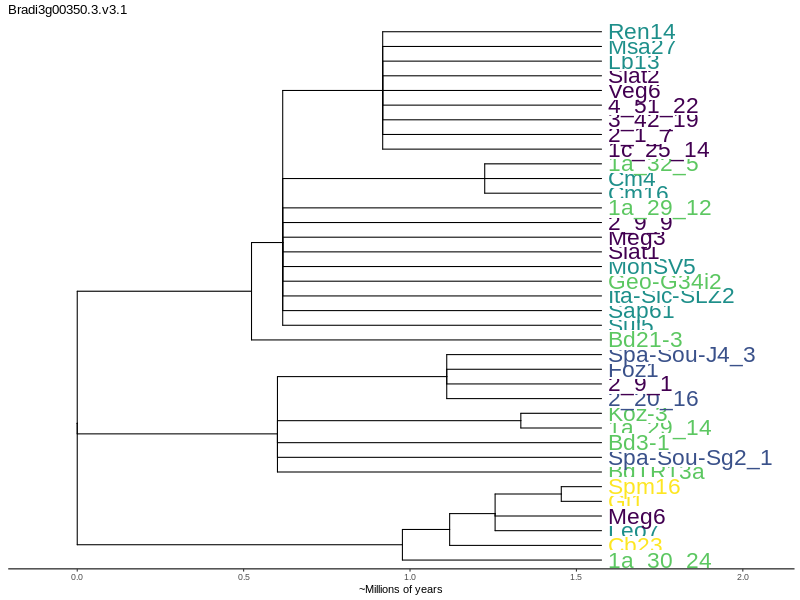 Bradi3g00350.3.v3.1
Ren14
Msa27
Lb13
Slat2
Veg6
4_51_22
3_42_19
2_1_7
1c_25_14
1a_32_5
Cm4
Cm16
1a_29_12
2_9_9
Meg3
Slat1
MonSV5
Geo-G34i2
Ita-Sic-SLZ2
Sap61
Sul5
Bd21-3
Spa-Sou-J4_3
Foz1
2_9_1
2_20_16
Koz-3
1a_29_14
Bd3-1
Spa-Sou-Sg2_1
BdTR13a
Spm16
Meg6
Leo7
Cb23
1a_30_24
0.0 0.5 1.0 1.5 2.0
~Millions of years